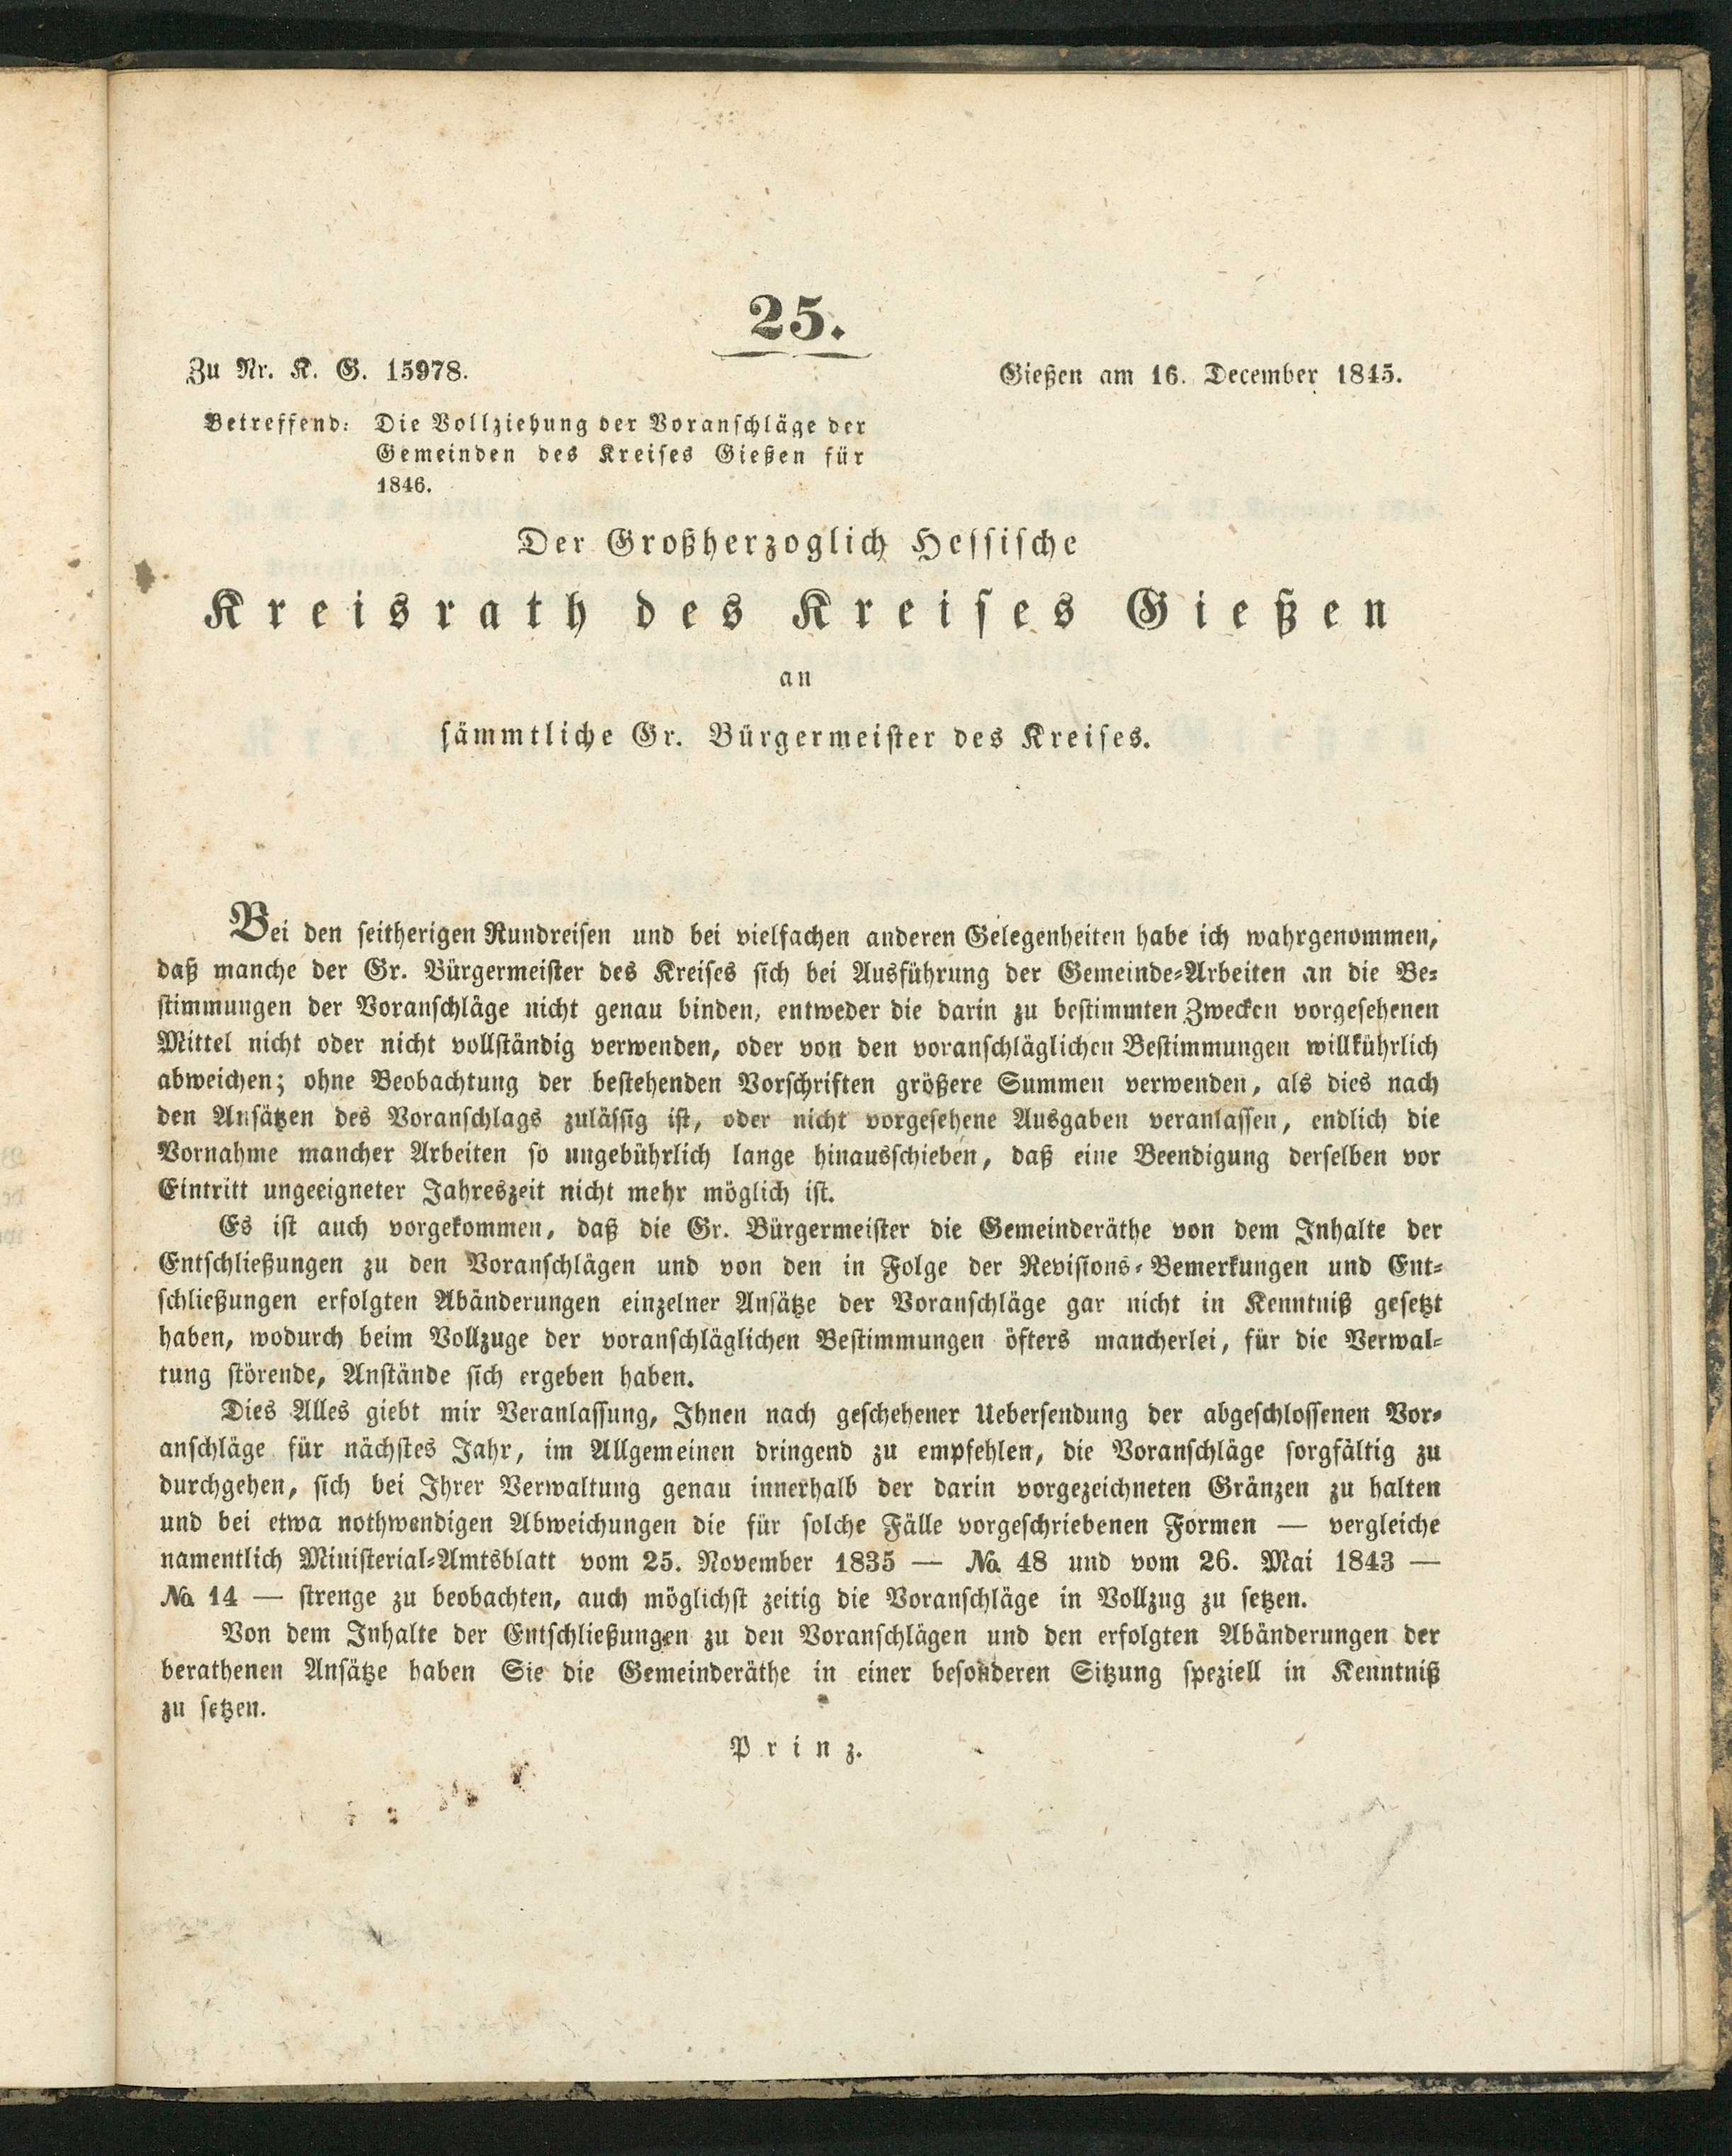 25.
Zu Nr. K. G. 15978.
Gießen am 16. December 1845.
Betreffend: Die Vollziehung der Voranschläge der
Gemeinden des Kreises Gießen für
1846.
Der Großherzoglich Hessische
Kreisrath des Kreises Gießen
an
sämmtliche Gr. Bürgermeister des Kreises.
Bei den seitherigen Rundreisen und bei vielfachen anderen Gelegenheiten habe ich wahrgenommen,
daß manche der Gr. Bürgermeister des Kreises sich bei Ausführung der Gemeinde-Arbeiten an die Be-
stimmungen der Voranschläge nicht genau binden, entweder die darin zu bestimmten Zwecken vorgesehenen
Mittel nicht oder nicht vollständig verwenden, oder von den voranschläglichen Bestimmungen willkührlich
abweichen; ohne Beobachtung der bestehenden Vorschriften größere Summen verwenden, als dies nach
den Ansätzen des Voranschlags zulässig ist, oder nicht vorgesehene Ausgaben veranlassen, endlich die
Vornahme mancher Arbeiten so ungebührlich lange hinausschieben, daß eine Beendigung derselben vor
Eintritt ungeeigneter Jahreszeit nicht mehr möglich ist.
Es ist auch vorgekommen, daß die Gr. Bürgermeister die Gemeinderäthe von dem Inhalte der
Entschließungen zu den Voranschlägen und von den in Folge der Revisions-Bemerkungen und Ent-
schließungen erfolgten Abänderungen einzelner Ansätze der Voranschläge gar nicht in Kenntniß gesetzt
haben, wodurch beim Vollzuge der voranschläglichen Bestimmungen öfters mancherlei, für die Verwal-
tung störende, Anstände sich ergeben haben.
Dies Alles giebt mir Veranlassung, Ihnen nach geschehener Uebersendung der abgeschlossenen Vor-
anschläge für nächstes Jahr, im Allgemeinen dringend zu empfehlen, die Voranschläge sorgfältig zu
durchgehen, sich bei Ihrer Verwaltung genau innerhalb der darin vorgezeichneten Gränzen zu halten
und bei etwa nothwendigen Abweichungen die für solche Fälle vorgeschriebenen Formen — vergleiche
namentlich Ministerial-Amtsblatt vom 25. November 1835 — No. 48 und vom 26. Mai 1843 —
No. 14 — strenge zu beobachten, auch möglichst zeitig die Voranschläge in Vollzug zu setzen.
Von dem Inhalte der Entschließungen zu den Voranschlägen und den erfolgten Abänderungen der
berathenen Ansätze haben Sie die Gemeinderäthe in einer besonderen Sitzung speziell in Kenntniß
zu setzen.
Prinz.